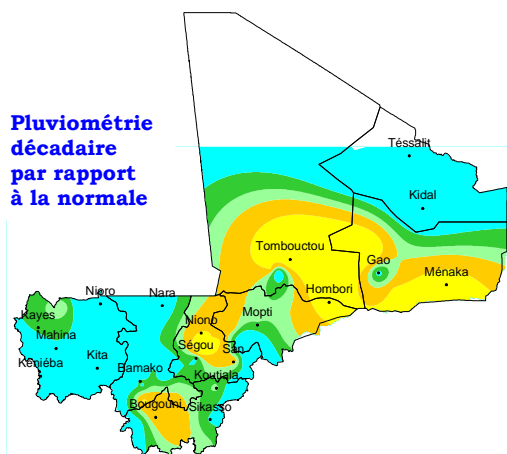 Pluviométrie
décadaire
par rapport
à la normale
Téssalit
Kidal
Tombouctou
Gao
Ménaka
Hombori
Nioro
Nara
Kayes
Mopti
Niono
Mahina
Ségou
San
Kita
Kéniéba
Bamako
Koutiala
Bougouni
Sikasso